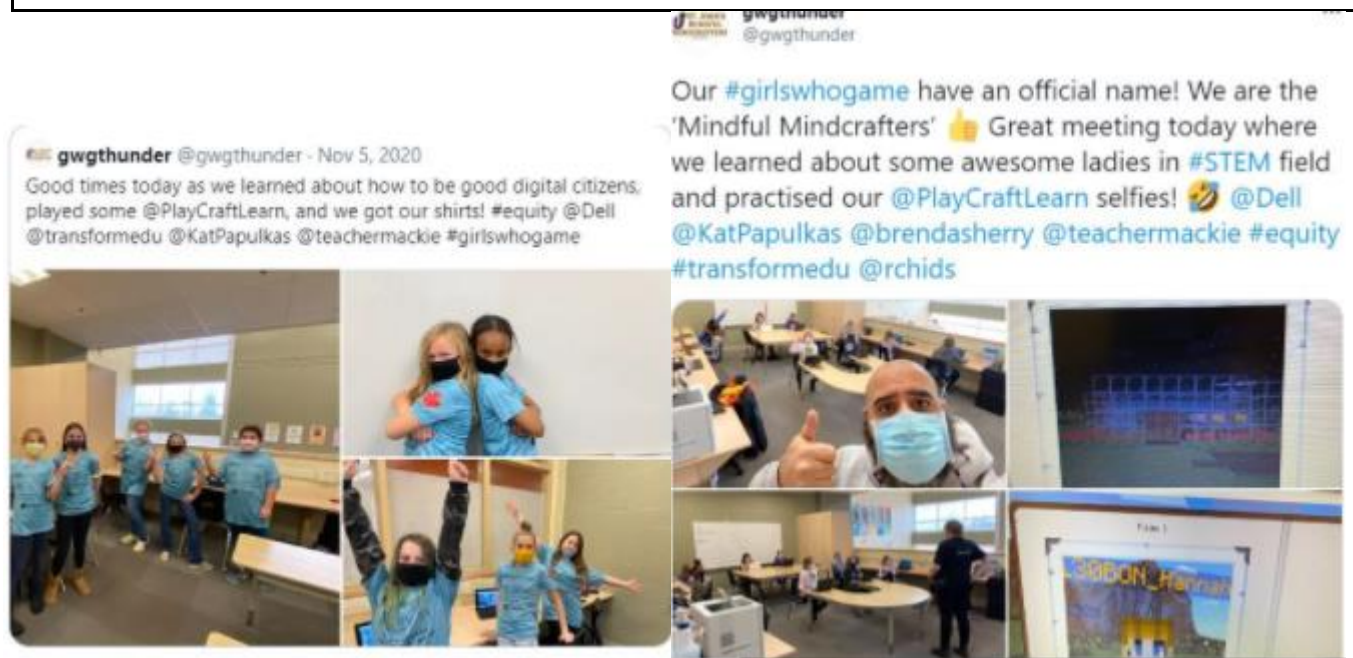 gwgthunder @gwgthunder · Nov 5, 2020
Good times today as we learned about how to be good digital citizens,
played some @PlayCraftLearn, and we got our shirts! #equity @Dell
@transformedu @KatPapulkas @teachermackie #girlswhogame
gwgthunder
@gwgthunder
Our #girlswhogame have an official name! We are the
'Mindful Mindcrafters' 👍 Great meeting today where
we learned about some awesome ladies in #STEM field
and practised our @PlayCraftLearn selfies! 🤣 @Dell
@KatPapulkas @brendasherry @teachermackie #equity
#transformedu @rchids